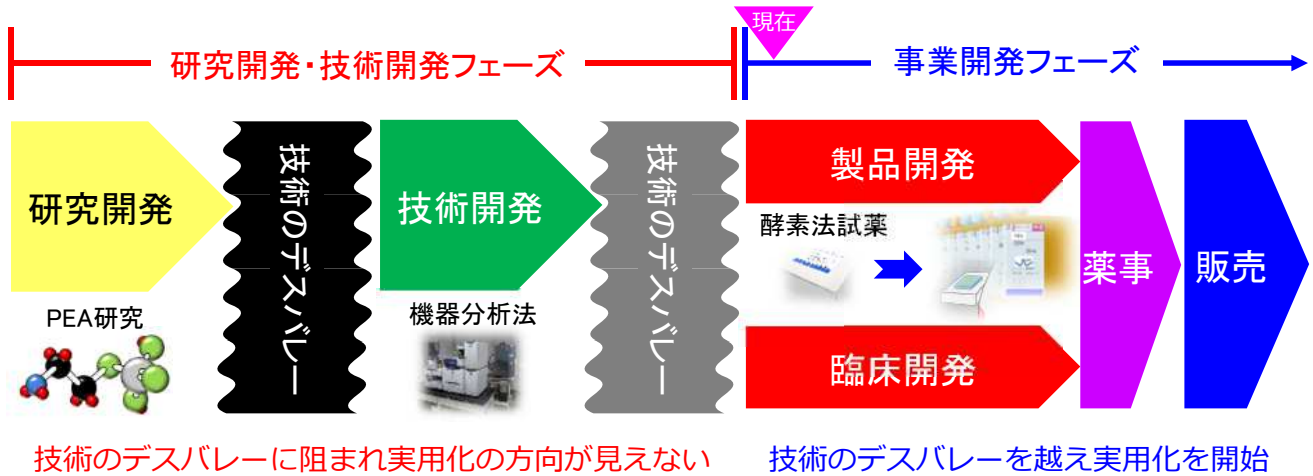 現在
研究開発・技術開発フェーズ
事業開発フェーズ
研究開発
技術のデスバレー
技術開発
技術のデスバレー
製品開発
酵素法試薬
臨床開発
薬事
販売
PEA研究
機器分析法
技術のデスバレーに阻まれ実用化の方向が見えない
技術のデスバレーを越え実用化を開始